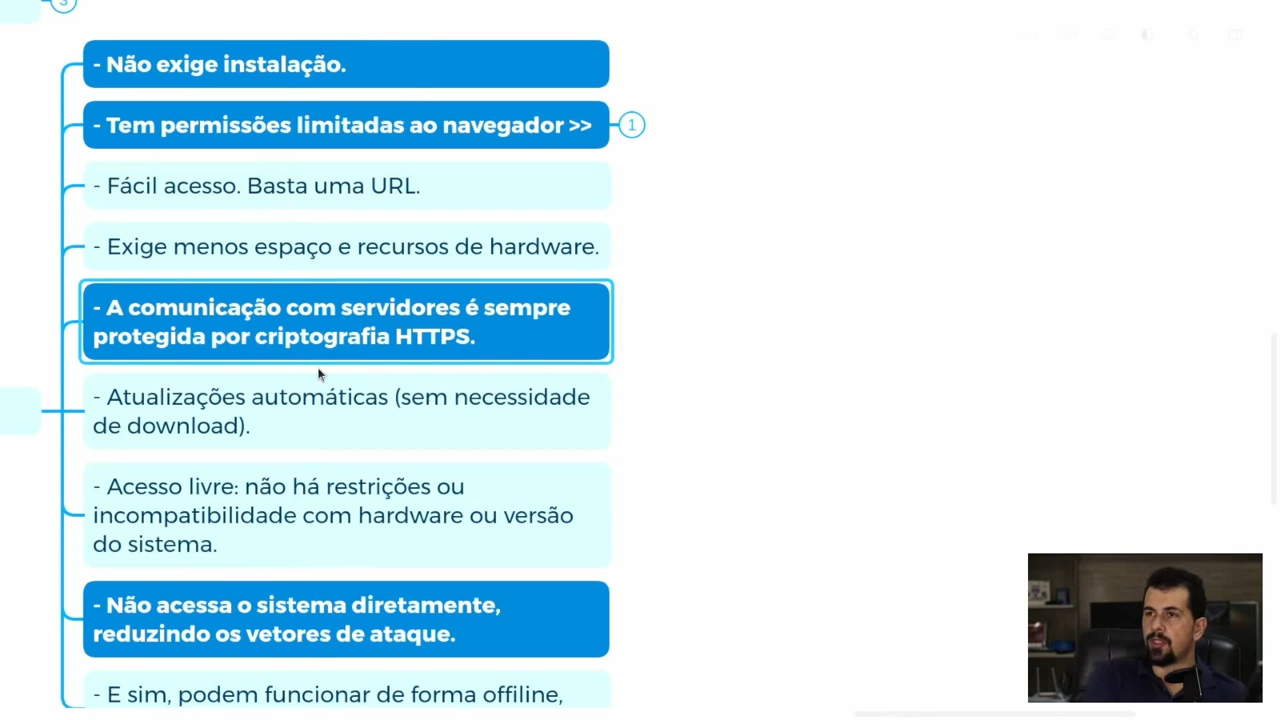 3
- Não exige instalação.
- Tem permissões limitadas ao navegador >>
1
- Fácil acesso. Basta uma URL.
- Exige menos espaço e recursos de hardware.
- A comunicação com servidores é sempre
protegida por criptografia HTTPS.
- Atualizações automáticas (sem necessidade
de download).
- Acesso livre: não há restrições ou
incompatibilidade com hardware ou versão
do sistema.
- Não acessa o sistema diretamente,
reduzindo os vetores de ataque.
- E sim, podem funcionar de forma offiline,